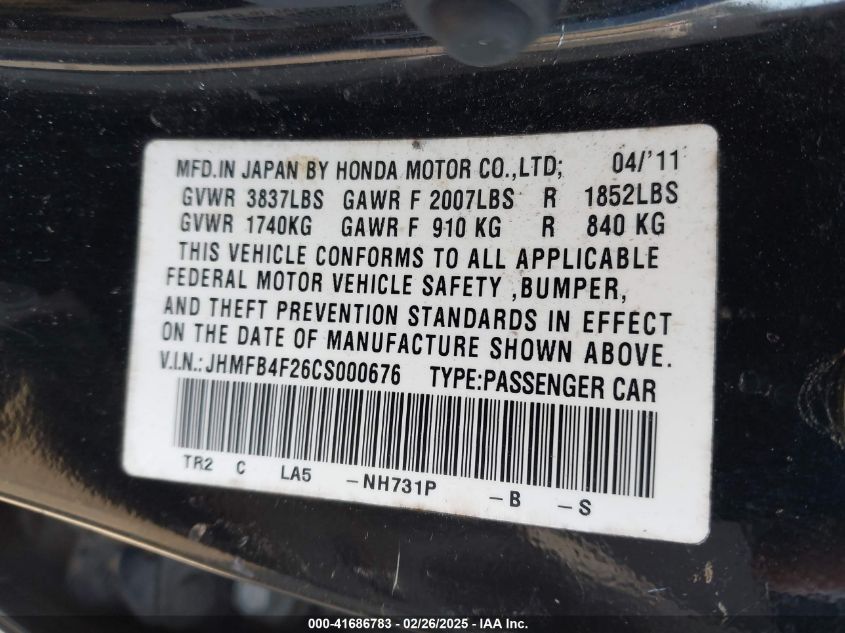 MFD.IN JAPAN BY HONDA MOTOR CO.,LTD; 04/'11
GVWR 3837LBS GAWR F 2007LBS R 1852LBS
GVWR 1740KG GAWR F 910 KG R 840 KG
THIS VEHICLE CONFORMS TO ALL APPLICABLE
FEDERAL MOTOR VEHICLE SAFETY ,BUMPER,
AND THEFT PREVENTION STANDARDS IN EFFECT
ON THE DATE OF MANUFACTURE SHOWN ABOVE.
V.I.N.:JHMFB4F26CS000676 TYPE:PASSENGER CAR
TR2 C LA5 -NH731P -B -S
000-41686783 - 02/26/2025 - IAA Inc.